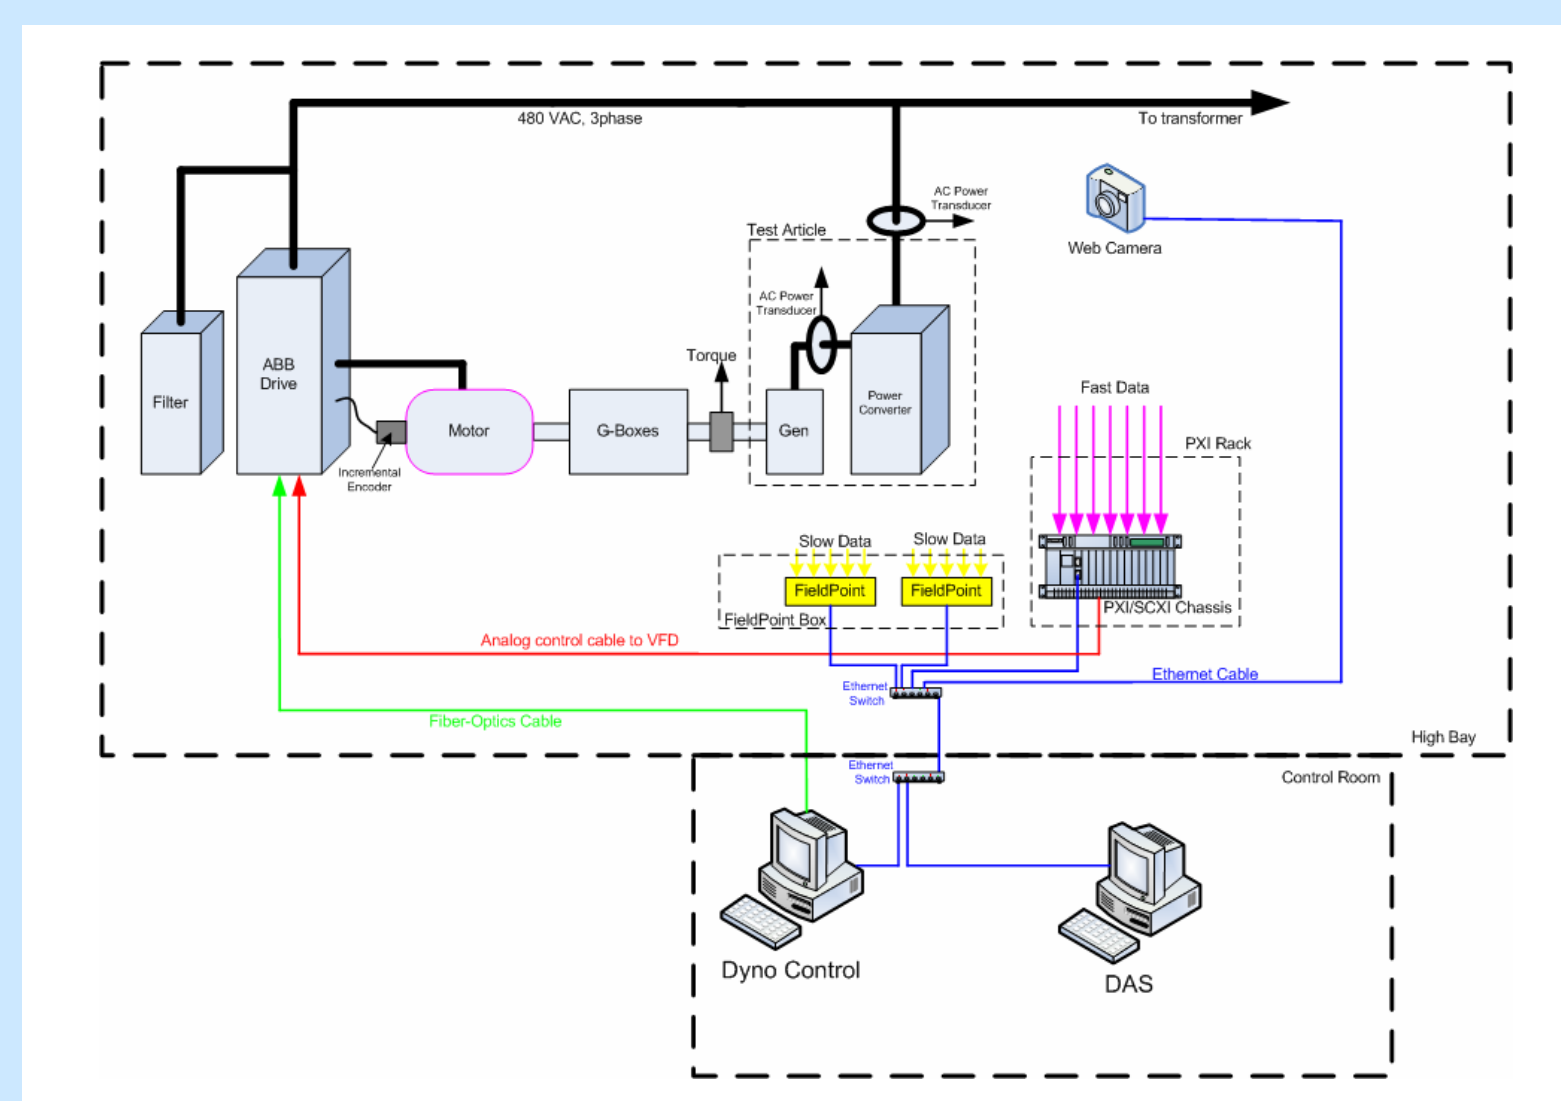 480 VAC, 3phase
To transformer
AC Power
Transducer
Test Article
Web Camera
AC Power
Transducer
Torque
ABB
Drive
Filter
Motor
G-Boxes
Gen
Power
Converter
Fast Data
PXI Rack
Incremental
Encoder
Slow Data
Slow Data
FieldPoint
FieldPoint
FieldPoint Box
PXI/SCXI Chassis
Analog control cable to VFD
Ethernet Cable
Ethernet
Switch
Fiber-Optics Cable
High Bay
Ethernet
Switch
Control Room
Dyno Control
DAS